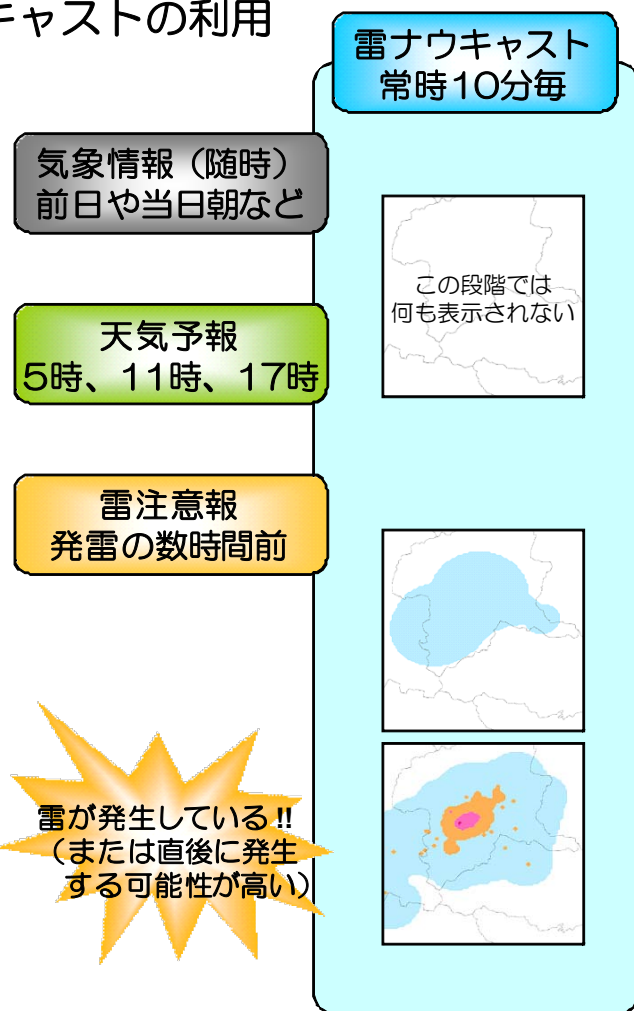 キャストの利用
雷ナウキャスト
常時10分毎
気象情報（随時）
前日や当日朝など
この段階では
何も表示されない
天気予報
5時、11時、17時
雷注意報
発雷の数時間前
雷が発生している!!
（または直後に発生
する可能性が高い）